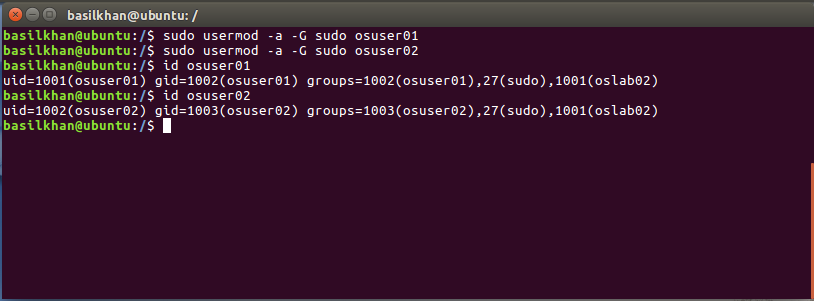 basilkhan@ubuntu: /
basilkhan@ubuntu:/$ sudo usermod -a -G sudo osuser01
basilkhan@ubuntu:/$ sudo usermod -a -G sudo osuser02
basilkhan@ubuntu:/$ id osuser01
uid=1001(osuser01) gid=1002(osuser01) groups=1002(osuser01),27(sudo),1001(oslab02)
basilkhan@ubuntu:/$ id osuser02
uid=1002(osuser02) gid=1003(osuser02) groups=1003(osuser02),27(sudo),1001(oslab02)
basilkhan@ubuntu:/$